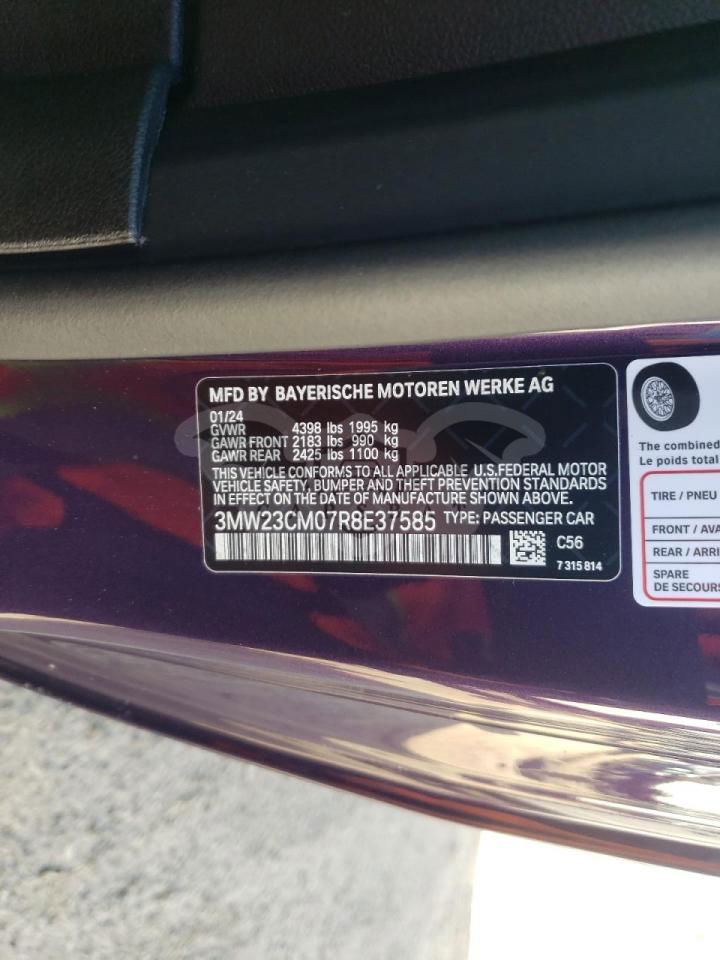 MFD BY BAYERISCHE MOTOREN WERKE AG
01/24
GVWR 4398 lbs 1995 kg
GAWR FRONT 2183 lbs 990 kg
GAWR REAR 2425 lbs 1100 kg
THIS VEHICLE CONFORMS TO ALL APPLICABLE U.S.FEDERAL MOTOR
VEHICLE SAFETY, BUMPER AND THEFT PREVENTION STANDARDS
IN EFFECT ON THE DATE OF MANUFACTURE SHOWN ABOVE.
3MW23CM07R8E37585 TYPE: PASSENGER CAR
C56
7 315 814
The combined
Le poids total
TIRE / PNEU
FRONT / AVA
REAR / ARRI
SPARE
DE SECOURS